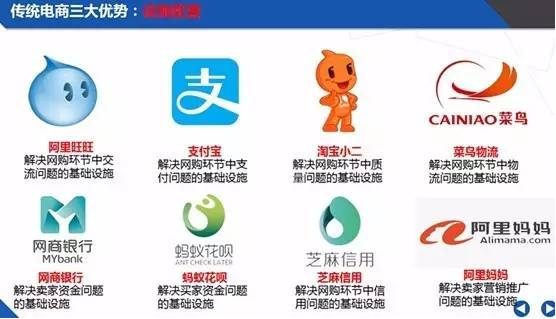 传统电商三大优势：
CAINIAO 菜鸟
阿里旺旺
解决网购环节中交
流问题的基础设施
支付宝
解决网购环节中支
付问题的基础设施
淘宝小二
解决网购环节中质
量问题的基础设施
菜鸟物流
解决网购环节中物
流问题的基础设施
网商银行
MYbank
蚂蚁花呗
ANT CHECK LATER
芝麻信用
阿里妈妈
Alimama.com
网商银行
解决卖家资金问题
的基础设施
蚂蚁花呗
解决买家资金问题
的基础设施
芝麻信用
解决网购环节中信
用问题的基础设施
阿里妈妈
解决卖家营销推广
问题的基础设施